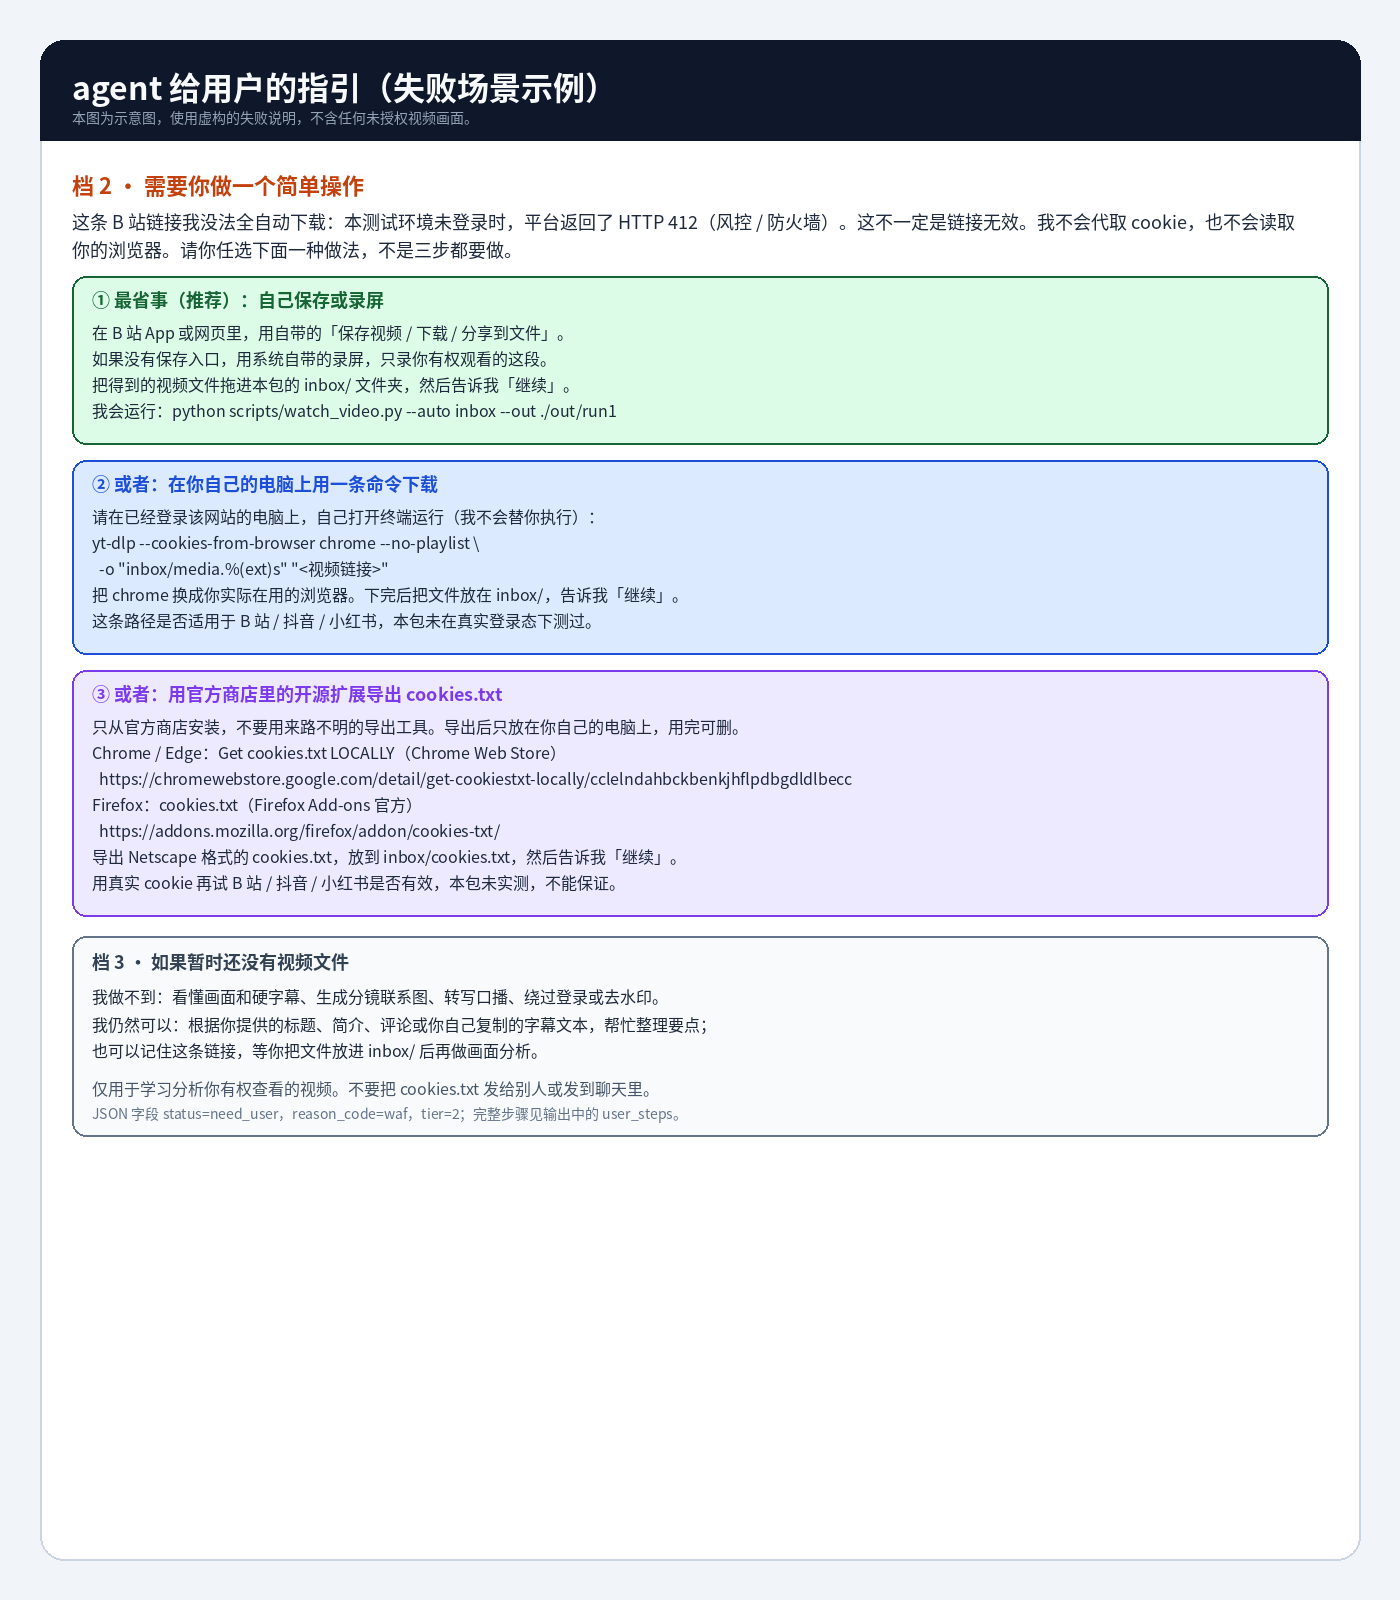 agent 给用户的指引（失败场景示例）
本图为示意图，使用虚构的失败说明，不含任何未授权视频画面。
档 2 · 需要你做一个简单操作
这条 B 站链接我没法全自动下载：本测试环境未登录时，平台返回了 HTTP 412（风控 / 防火墙）。这不一定是链接无效。我不会代取 cookie，也不会读取
你的浏览器。请你任选下面一种做法，不是三步都要做。
① 最省事（推荐）：自己保存或录屏
在 B 站 App 或网页里，用自带的「保存视频 / 下载 / 分享到文件」。
如果没有保存入口，用系统自带的录屏，只录你有权观看的这段。
把得到的视频文件拖进本包的 inbox/ 文件夹，然后告诉我「继续」。
我会运行：python scripts/watch_video.py --auto inbox --out ./out/run1
② 或者：在你自己的电脑上用一条命令下载
请在已经登录该网站的电脑上，自己打开终端运行（我不会替你执行）：
yt-dlp --cookies-from-browser chrome --no-playlist \
-o "inbox/media.%(ext)s" "<视频链接>"
把 chrome 换成你实际在用的浏览器。下完后把文件放在 inbox/，告诉我「继续」。
这条路径是否适用于 B 站 / 抖音 / 小红书，本包未在真实登录态下测过。
③ 或者：用官方商店里的开源扩展导出 cookies.txt
只从官方商店安装，不要用来路不明的导出工具。导出后只放在你自己的电脑上，用完可删。
Chrome / Edge：Get cookies.txt LOCALLY（Chrome Web Store）
https://chromewebstore.google.com/detail/get-cookiestxt-locally/cclelndahbckbenkjhflpdbgdldlbecc
Firefox：cookies.txt（Firefox Add-ons 官方）
https://addons.mozilla.org/firefox/addon/cookies-txt/
导出 Netscape 格式的 cookies.txt，放到 inbox/cookies.txt，然后告诉我「继续」。
用真实 cookie 再试 B 站 / 抖音 / 小红书是否有效，本包未实测，不能保证。
档 3 · 如果暂时还没有视频文件
我做不到：看懂画面和硬字幕、生成分镜联系图、转写口播、绕过登录或去水印。
我仍然可以：根据你提供的标题、简介、评论或你自己复制的字幕文本，帮忙整理要点；
也可以记住这条链接，等你把文件放进 inbox/ 后再做画面分析。
仅用于学习分析你有权查看的视频。不要把 cookies.txt 发给别人或发到聊天里。
JSON 字段 status=need_user，reason_code=waf，tier=2；完整步骤见输出中的 user_steps。